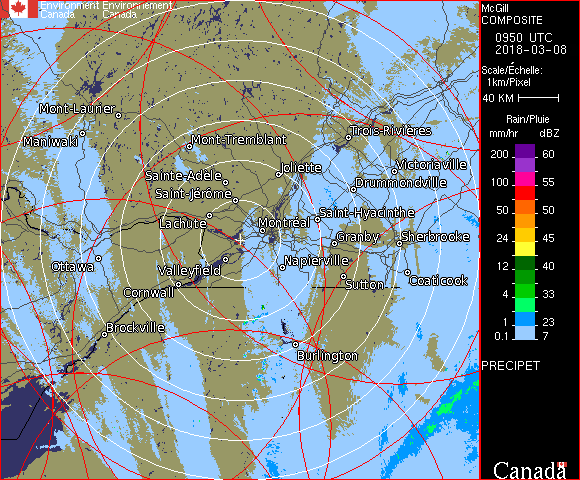 Environment Environnement
Canada Canada
McGill
COMPOSITE
0950 UTC
2018-03-08
Scale/Échelle:
1km/Pixel
40 KM
Rain/Pluie
mm/hr dBZ
200 60
100 55
50 50
24 45
12 40
4 33
1 23
0.1 7
PRECIPET
Canada
Mont-Laurier
Maniwaki
Mont-Tremblant
Trois-Rivières
Sainte-Adèle
Joliette
Victoriaville
Saint-Jérôme
Drummondville
Lachute
Montréal
Saint-Hyacinthe
Granby
Sherbrooke
Ottawa
Valleyfield
Napierville
Cornwall
Sutton
Coaticook
Brockville
Burlington